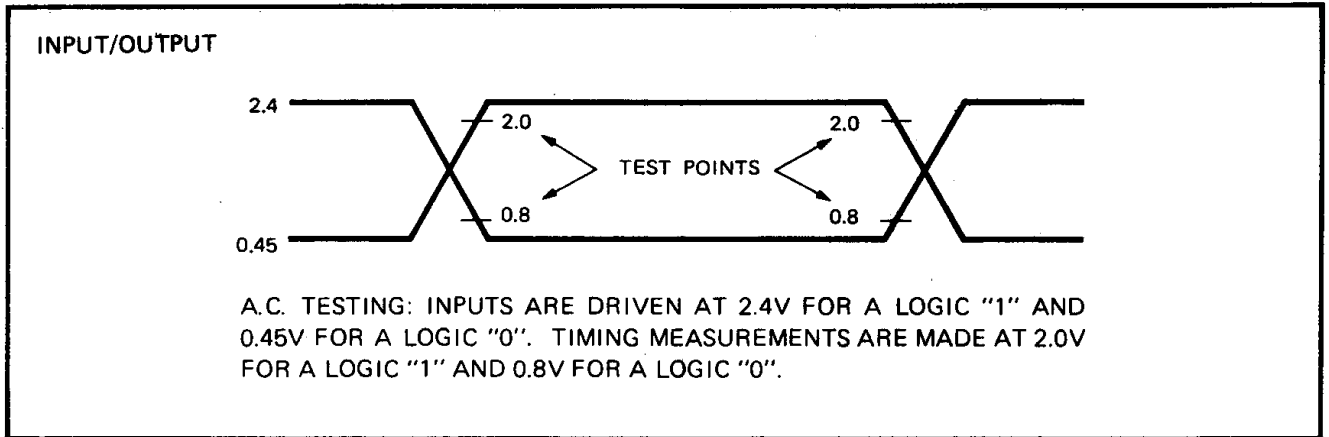 INPUT/OUTPUT
2.4
2.0
2.0
TEST POINTS
0.8
0.8
0.45
A.C. TESTING: INPUTS ARE DRIVEN AT 2.4V FOR A LOGIC "1" AND
0.45V FOR A LOGIC "0". TIMING MEASUREMENTS ARE MADE AT 2.0V
FOR A LOGIC "1" AND 0.8V FOR A LOGIC "0".